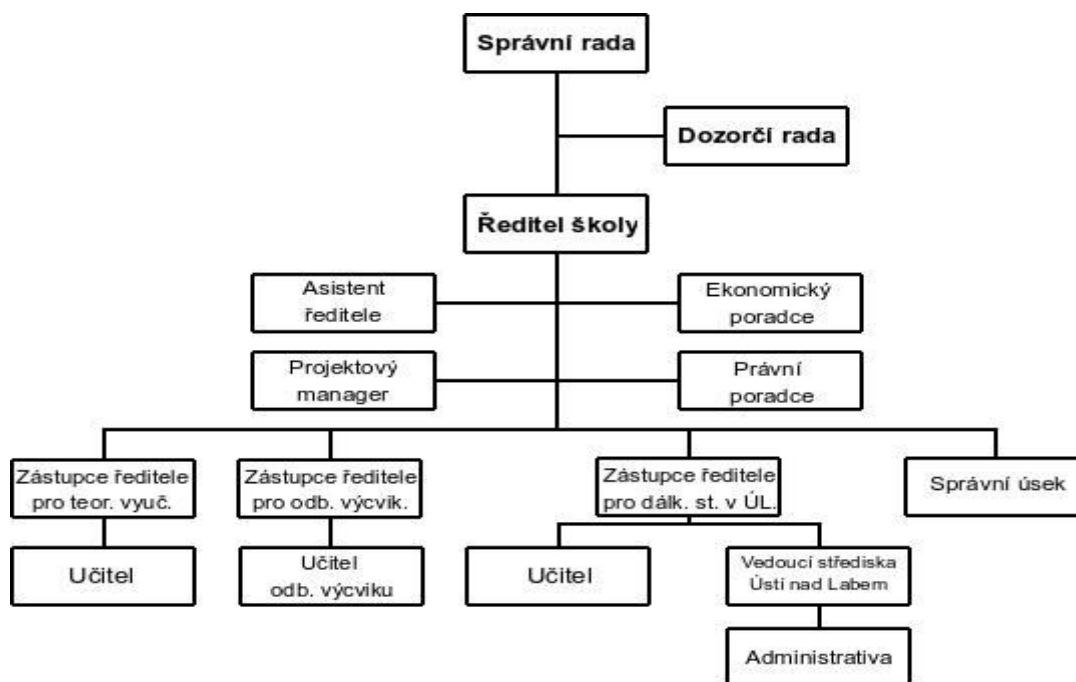 Správní rada
Dozorčí rada
Ředitel školy
Asistent
ředitele
Ekonomický
poradce
Projektový
manager
Právní
poradce
Zástupce ředitele
pro teor. vyuč.
Zástupce ředitele
pro odb. výcvik.
Zástupce ředitele
pro dálk. st. v ÚL.
Správní úsek
Učitel
Učitel
odb. výcviku
Učitel
Vedoucí střediska
Ústí nad Labem
Administrativa